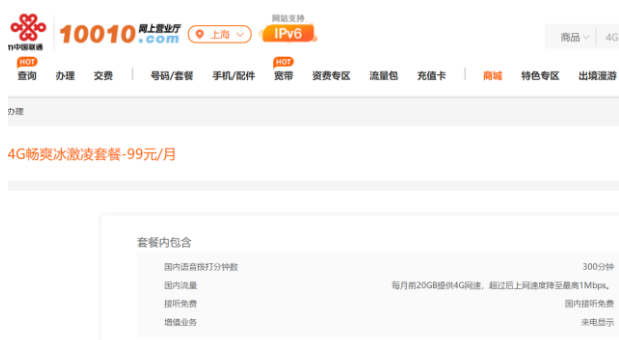 网站支持
中国联通
10010 网上营业厅 .com
上海
IPv6
商品 4G
HOT HOT
查询 办理 交费 号码/套餐 手机/配件 宽带 资费专区 流量包 充值卡 商城 特色专区 出境漫游
办理
4G畅爽冰激凌套餐-99元/月
套餐内包含
国内语音拨打分钟数 300分钟
国内流量 每月前20GB提供4G网速，超过后上网速度降至最高1Mbps。
接听免费 国内接听免费
增值业务 来电显示